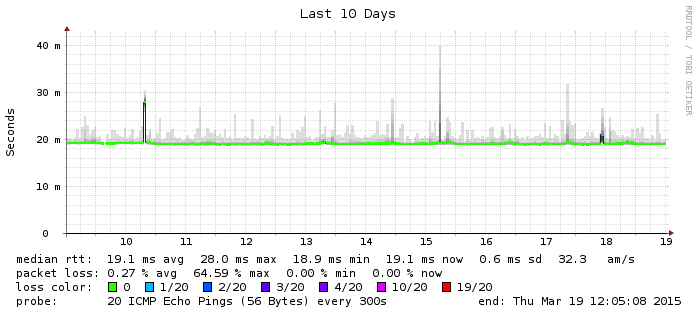 Last 10 Days
RRDTOOL / TOBI OETIKER
Seconds
40 m
30 m
20 m
10 m
0
10 11 12 13 14 15 16 17 18 19
median rtt: 19.1 ms avg 28.0 ms max 18.9 ms min 19.1 ms now 0.6 ms sd 32.3 am/s
packet loss: 0.27 % avg 64.59 % max 0.00 % min 0.00 % now
loss color: 0 1/20 2/20 3/20 4/20 10/20 19/20
probe: 20 ICMP Echo Pings (56 Bytes) every 300s end: Thu Mar 19 12:05:08 2015